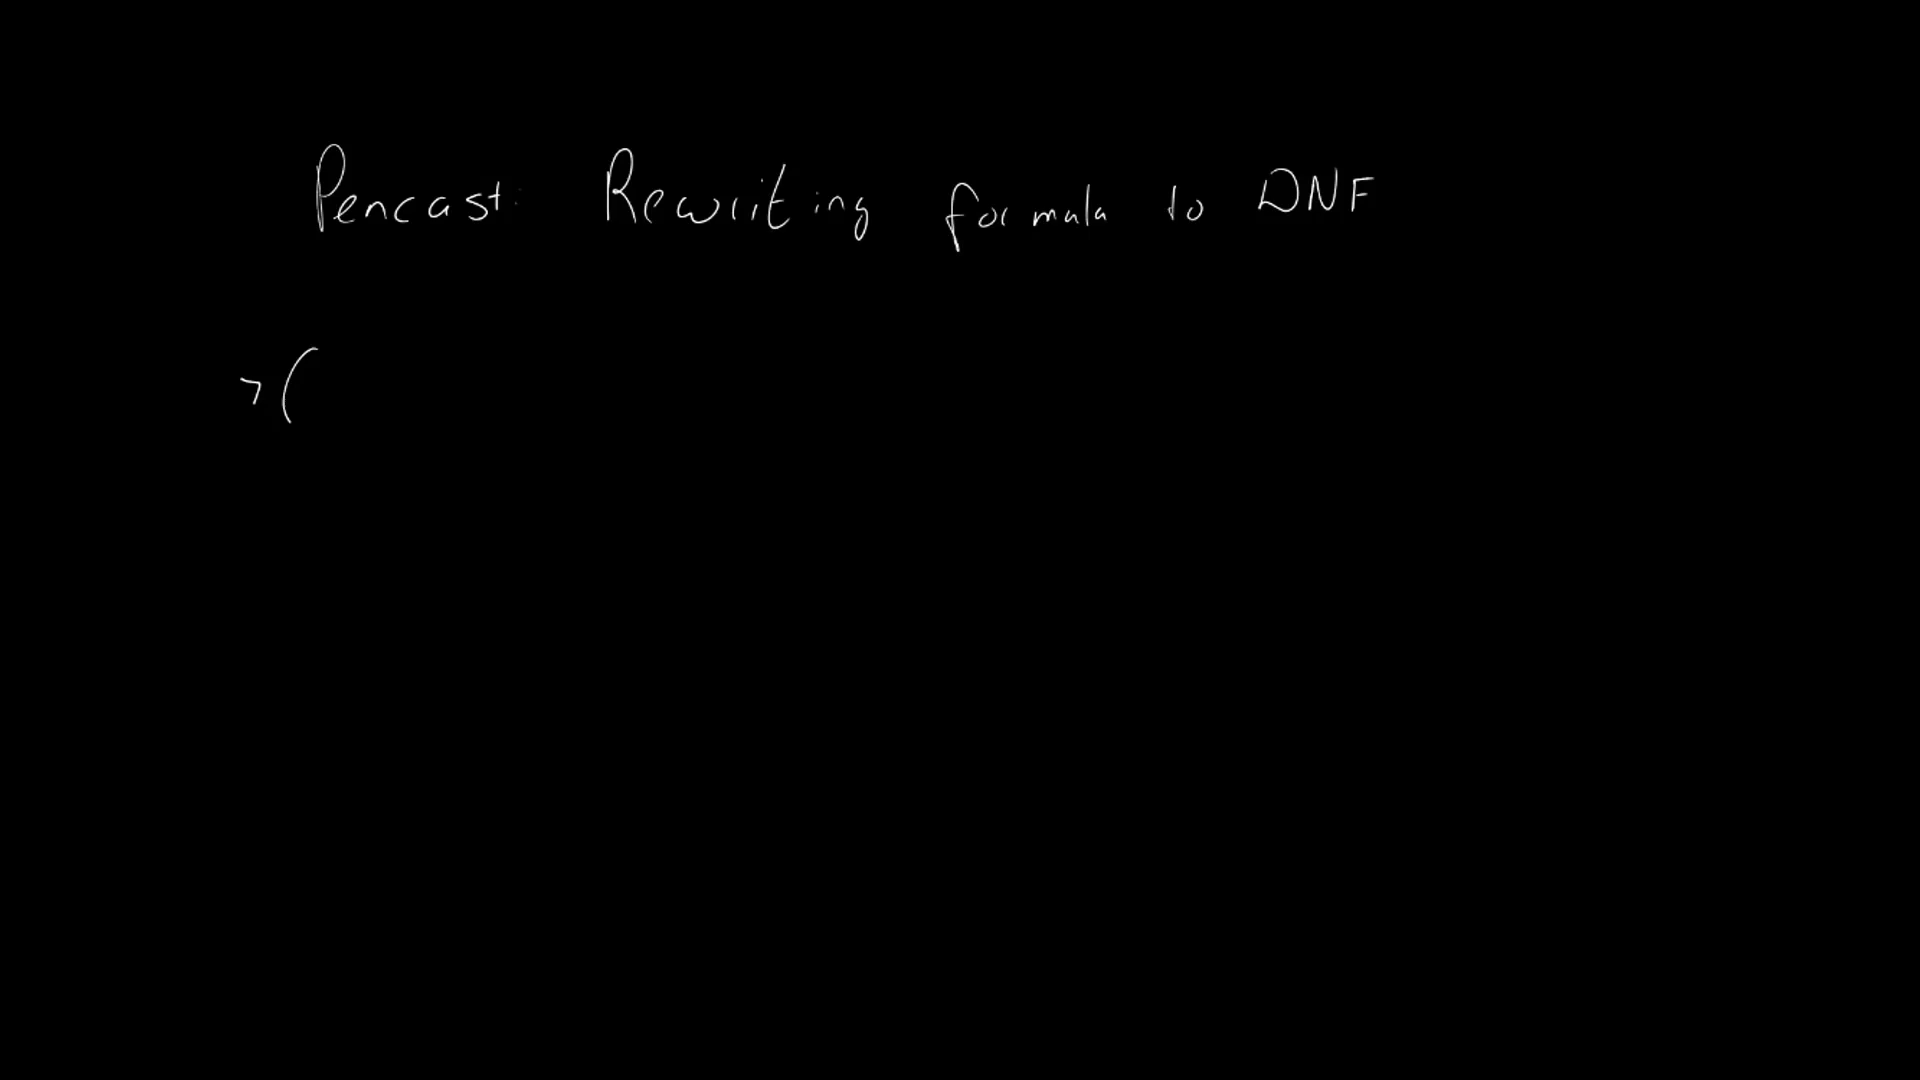 Pencast: Rewriting formula to DNF
¬(